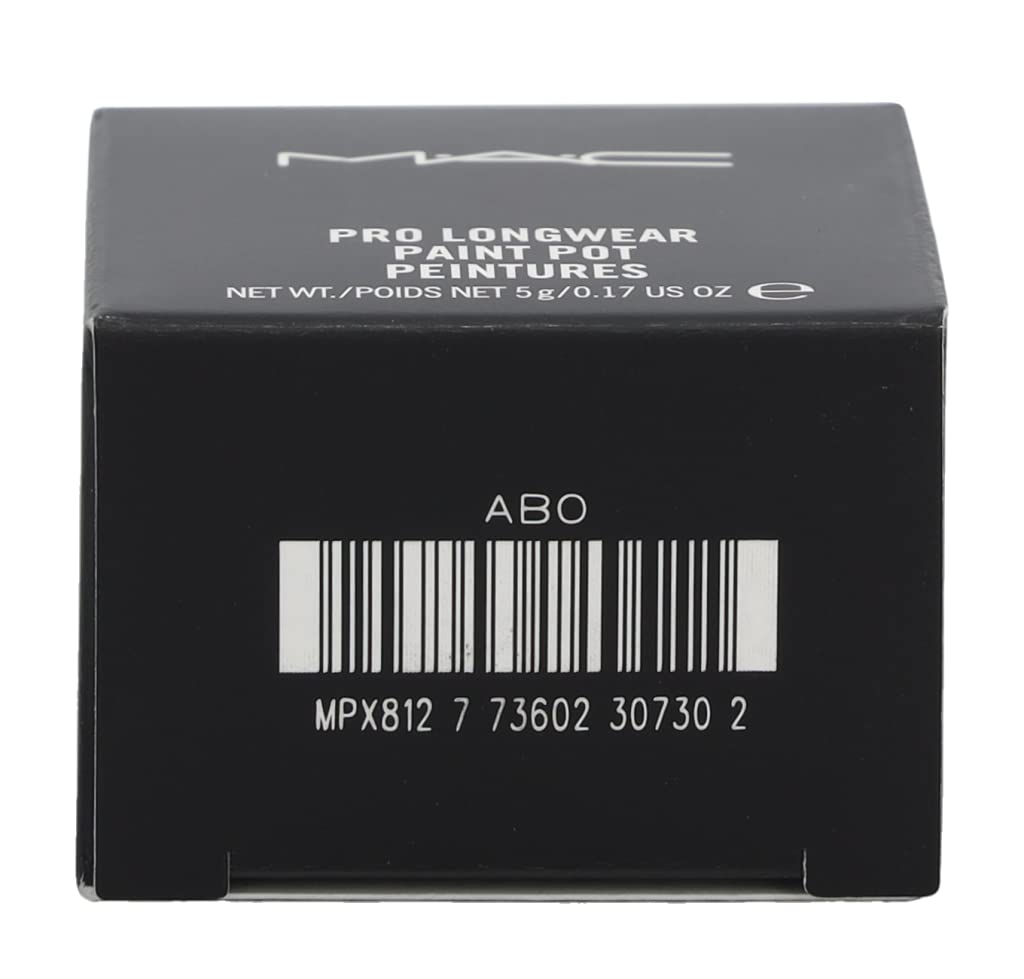 M·A·C
PRO LONGWEAR
PAINT POT
PEINTURES
NET WT./POIDS NET 5 g/0.17 US OZ ℮
ABO
MPX812 7 73602 30730 2